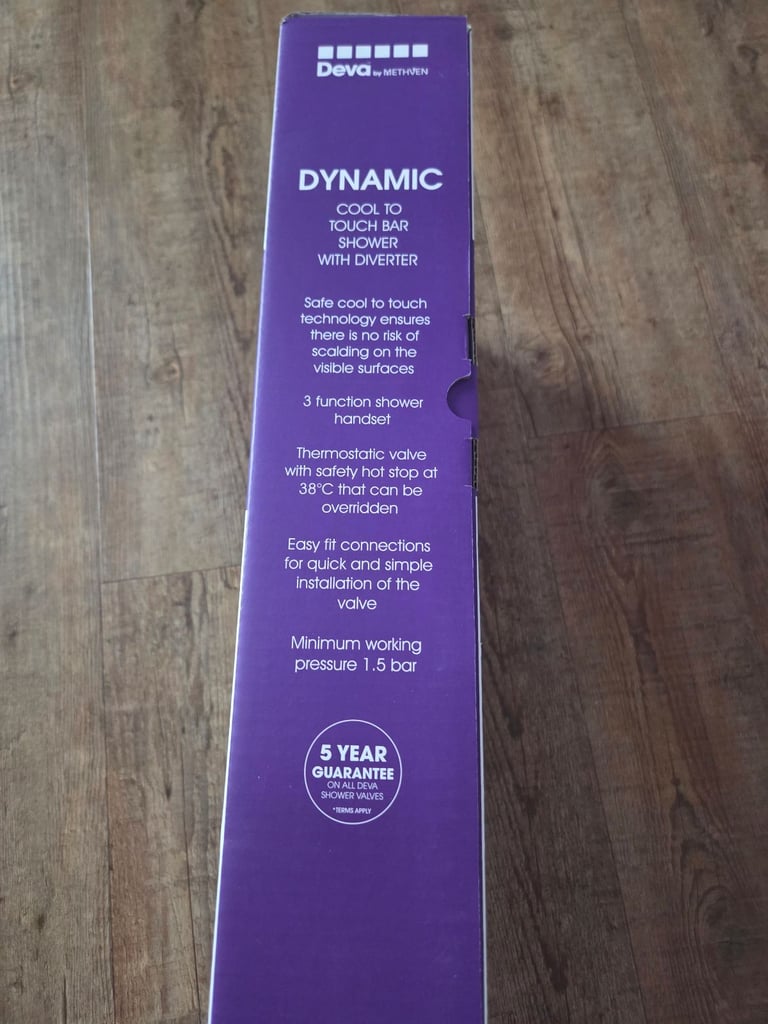 Deva by METHVEN
DYNAMIC
COOL TO
TOUCH BAR
SHOWER
WITH DIVERTER
Safe cool to touch
technology ensures
there is no risk of
scalding on the
visible surfaces
3 function shower
handset
Thermostatic valve
with safety hot stop at
38°C that can be
overridden
Easy fit connections
for quick and simple
installation of the
valve
Minimum working
pressure 1.5 bar
5 YEAR
GUARANTEE
ON ALL DEVA
SHOWER VALVES
*TERMS APPLY